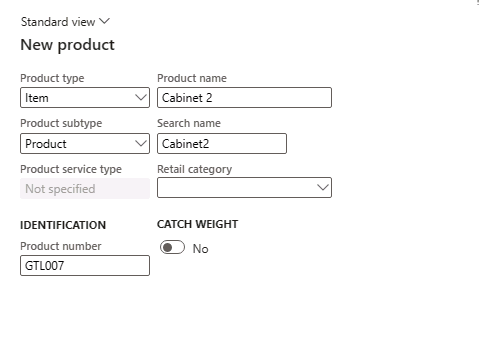 Standard view
New product
Product type
Product name
Item
Cabinet 2
Product subtype
Search name
Product
Cabinet2
Product service type
Retail category
Not specified
IDENTIFICATION
CATCH WEIGHT
Product number
No
GTL007